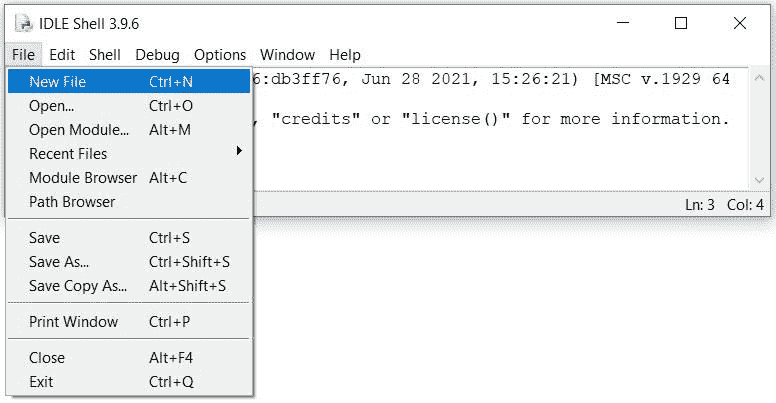 IDLE Shell 3.9.6
File Edit Shell Debug Options Window Help
6:db3ff76, Jun 28 2021, 15:26:21) [MSC v.1929 64
, "credits" or "license()" for more information.
New File Ctrl+N
Open... Ctrl+O
Open Module... Alt+M
Recent Files
Module Browser Alt+C
Path Browser
Save Ctrl+S
Save As... Ctrl+Shift+S
Save Copy As... Alt+Shift+S
Print Window Ctrl+P
Close Alt+F4
Exit Ctrl+Q
Ln: 3 Col: 4